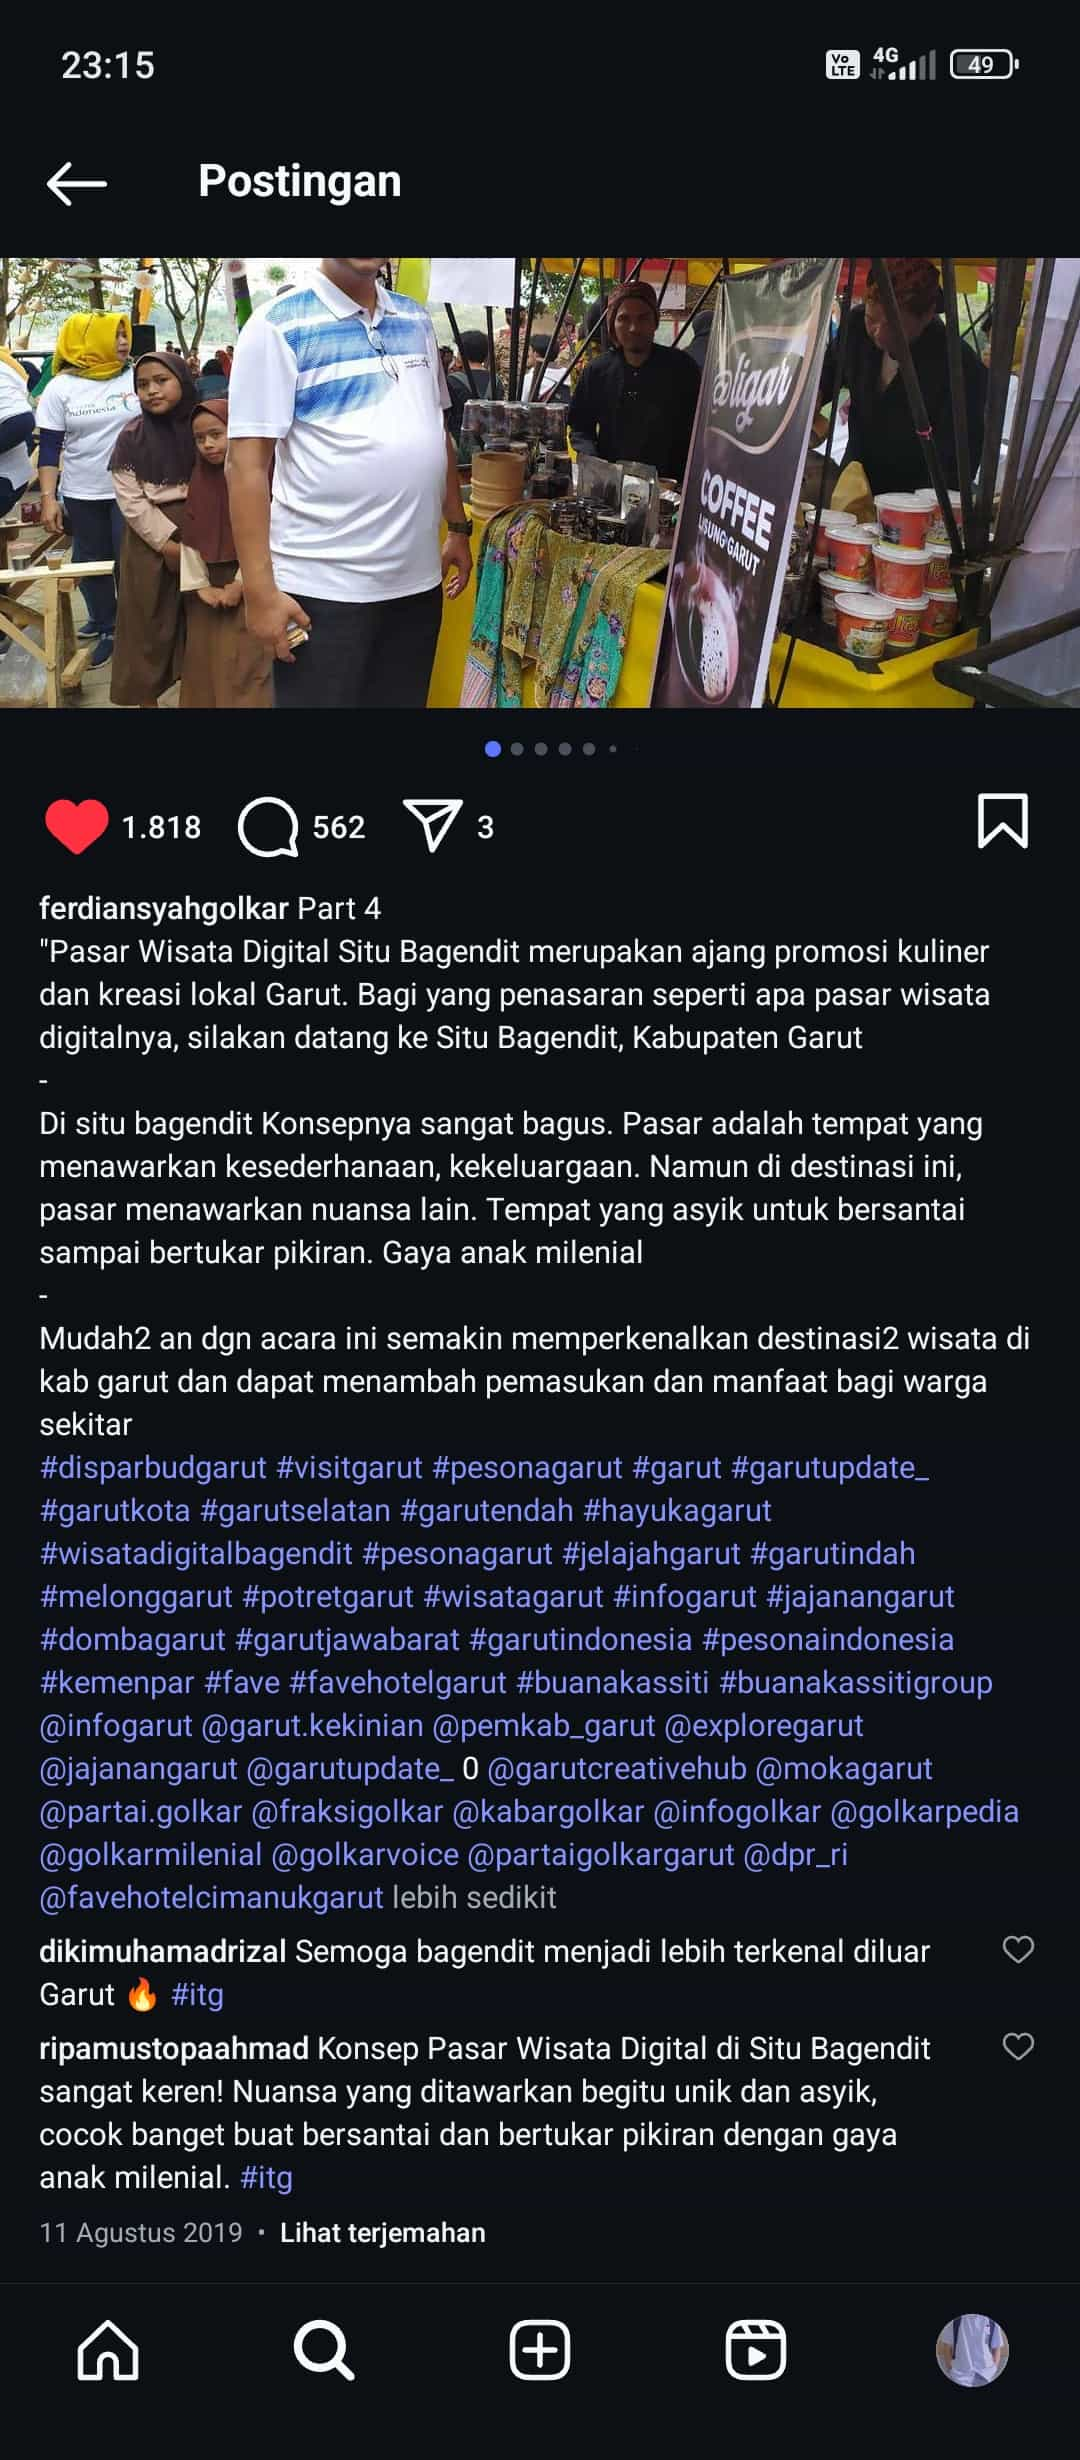 23:15
Vo LTE 4G 49
Postingan
Indonesia
@ligar
COFFEE
GARUT
1.818 562 3
ferdiansyahgolkar Part 4
"Pasar Wisata Digital Situ Bagendit merupakan ajang promosi kuliner
dan kreasi lokal Garut. Bagi yang penasaran seperti apa pasar wisata
digitalnya, silakan datang ke Situ Bagendit, Kabupaten Garut
-
Di situ bagendit Konsepnya sangat bagus. Pasar adalah tempat yang
menawarkan kesederhanaan, kekeluargaan. Namun di destinasi ini,
pasar menawarkan nuansa lain. Tempat yang asyik untuk bersantai
sampai bertukar pikiran. Gaya anak milenial
-
Mudah2 an dgn acara ini semakin memperkenalkan destinasi2 wisata di
kab garut dan dapat menambah pemasukan dan manfaat bagi warga
sekitar
#disparbudgarut #visitgarut #pesonagarut #garut #garutupdate_
#garutkota #garutselatan #garutendah #hayukagarut
#wisatadigitalbagendit #pesonagarut #jelajahgarut #garutindah
#melonggarut #potretgarut #wisatagarut #infogarut #jajanangarut
#dombagarut #garutjawabarat #garutindonesia #pesonaindonesia
#kemenpar #fave #favehotelgarut #buanakassiti #buanakassitigroup
@infogarut @garut.kekinian @pemkab_garut @exploregarut
@jajanangarut @garutupdate_ 0 @garutcreativehub @mokagarut
@partai.golkar @fraksigolkar @kabargolkar @infogolkar @golkarpedia
@golkarmilenial @golkarvoice @partaigolkargarut @dpr_ri
@favehotelcimanukgarut lebih sedikit
dikimuhamadrizal Semoga bagendit menjadi lebih terkenal diluar
Garut 🔥 #itg
ripamustopaahmad Konsep Pasar Wisata Digital di Situ Bagendit
sangat keren! Nuansa yang ditawarkan begitu unik dan asyik,
cocok banget buat bersantai dan bertukar pikiran dengan gaya
anak milenial. #itg
11 Agustus 2019 • Lihat terjemahan